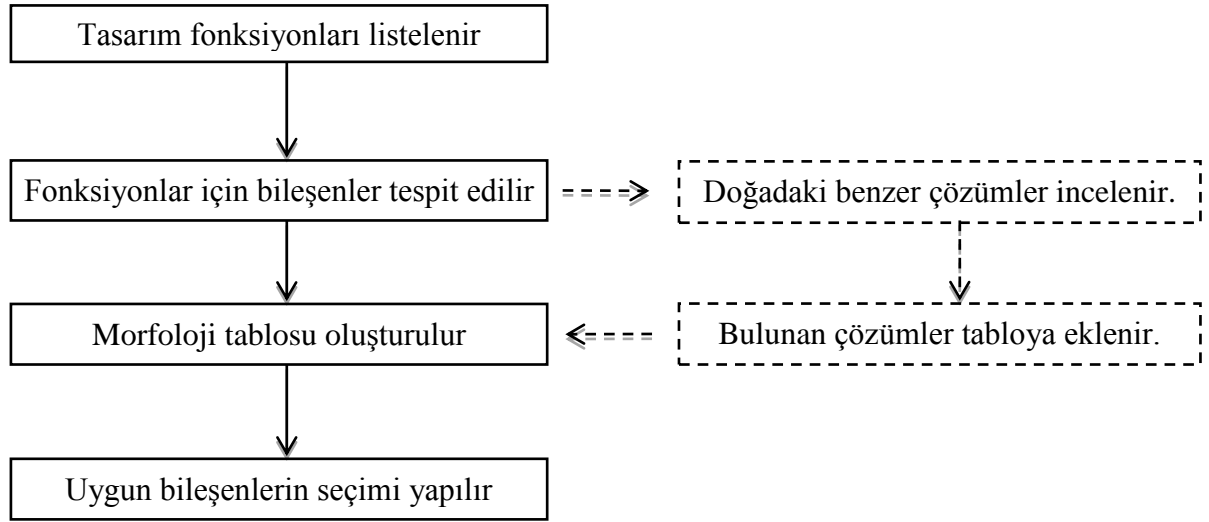 Tasarım fonksiyonları listelenir
Fonksiyonlar için bileşenler tespit edilir
Doğadaki benzer çözümler incelenir.
Morfoloji tablosu oluşturulur
Bulunan çözümler tabloya eklenir.
Uygun bileşenlerin seçimi yapılır